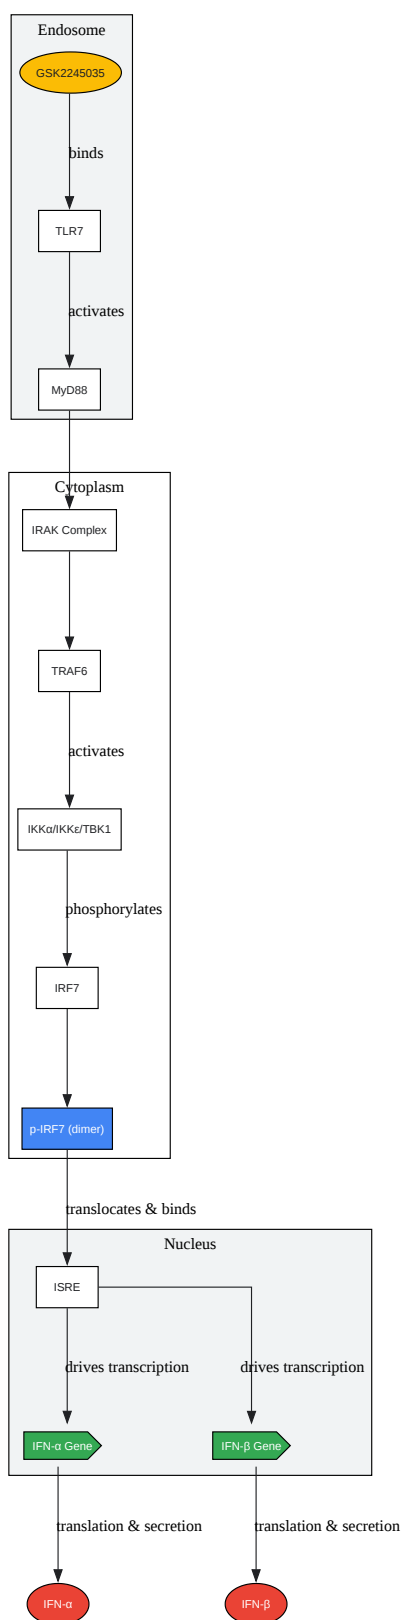 Endosome
GSK2245035
binds
TLR7
activates
MyD88
Cytoplasm
IRAK Complex
TRAF6
activates
IKKα/IKKε/TBK1
phosphorylates
IRF7
p-IRF7 (dimer)
translocates & binds
Nucleus
ISRE
drives transcription
drives transcription
IFN-α Gene
IFN-β Gene
translation & secretion
translation & secretion
IFN-α
IFN-β